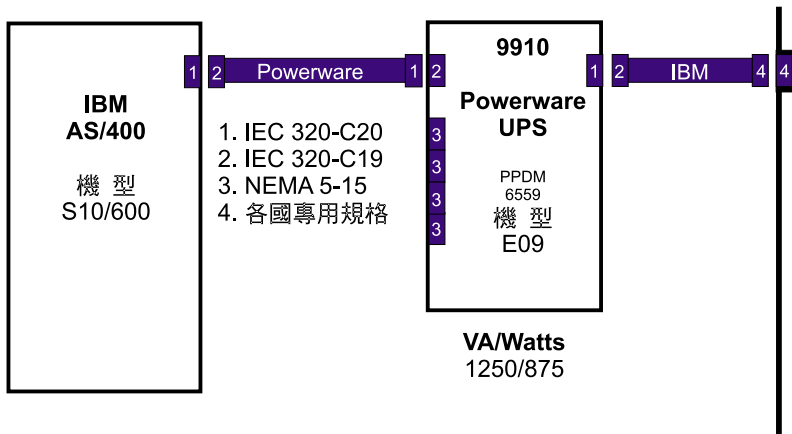 IBM
AS/400
機 型
S10/600
1
2
Powerware
1
1. IEC 320-C20
2. IEC 320-C19
3. NEMA 5-15
4. 各國專用規格
9910
2
1
Powerware
UPS
3
3
3
3
PPDM
6559
機 型
E09
VA/Watts
1250/875
2
IBM
4
4